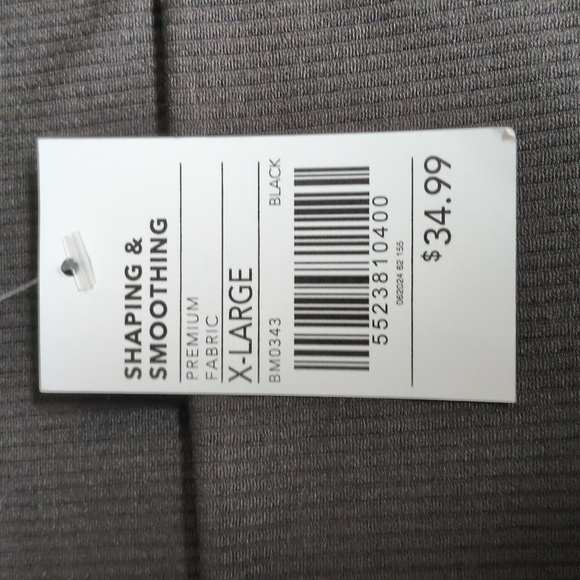 SHAPING &
SMOOTHING
PREMIUM
FABRIC
X-LARGE
BM0343 BLACK
5523810400
062024 62 155
$34.99